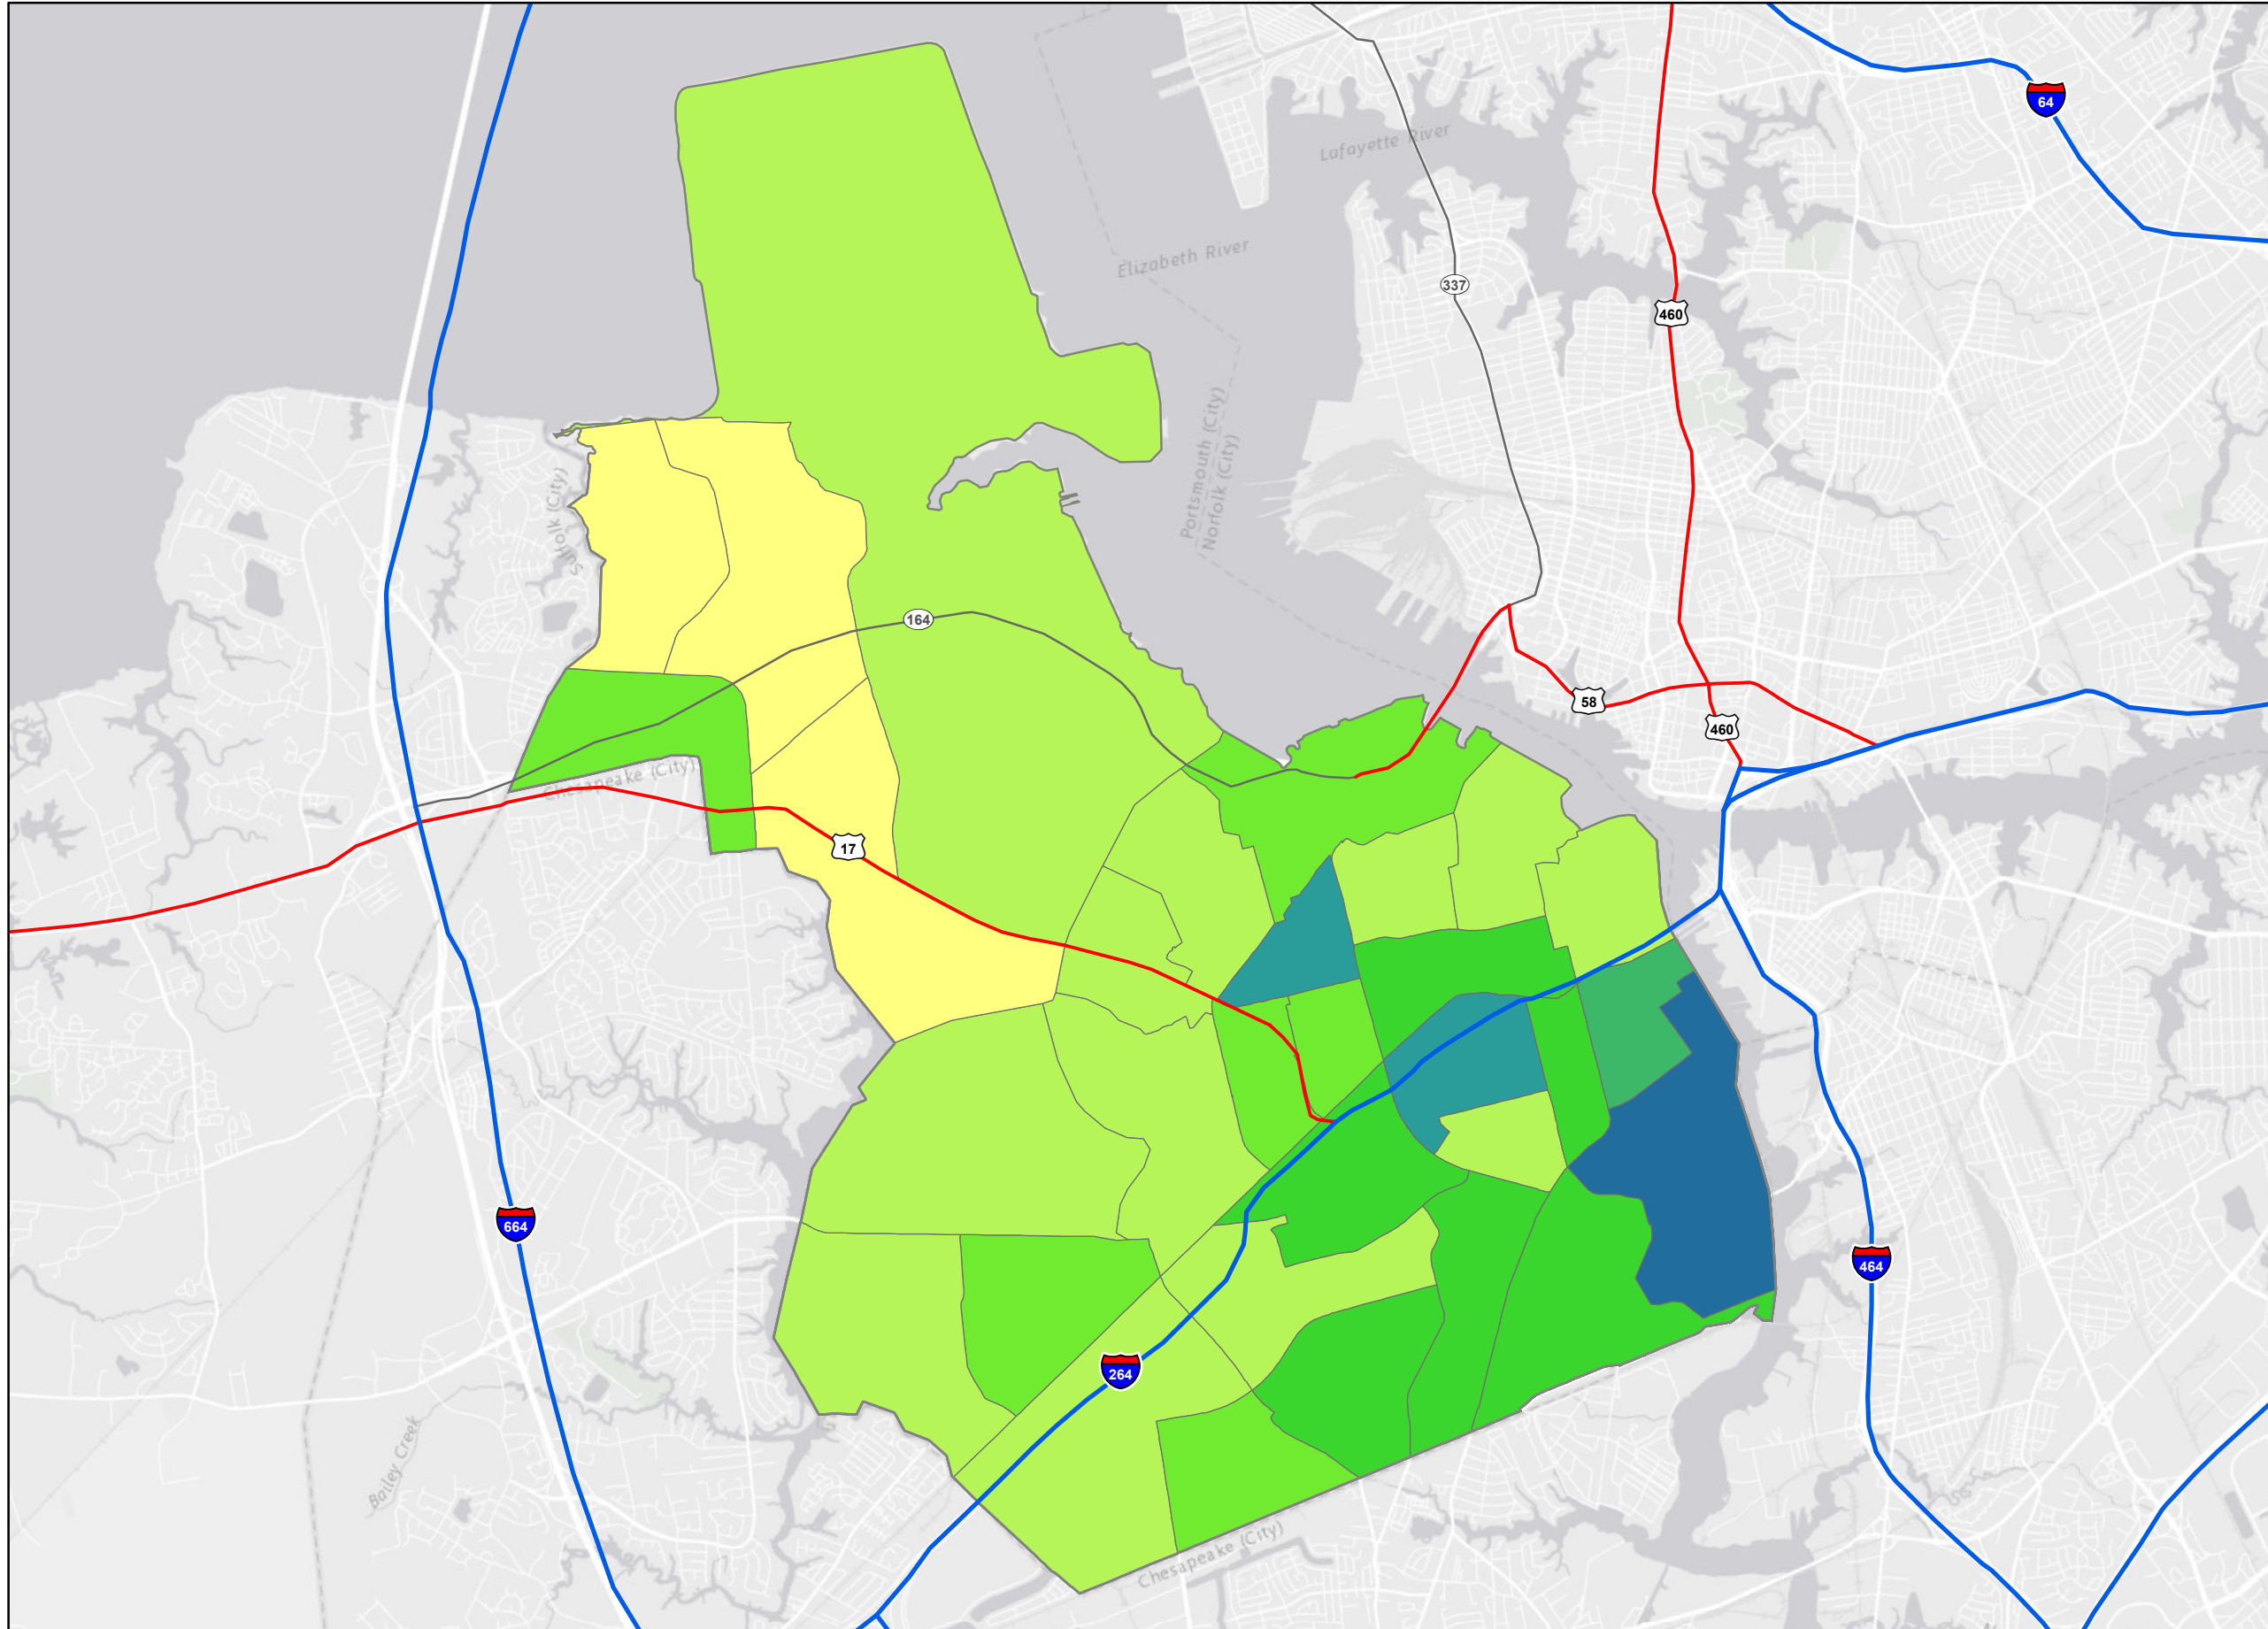 64
Lafayette River
Elizabeth River
337
460
Portsmouth (City)
Norfolk (City)
Suffolk (City)
164
58
460
Chesapeake (City)
17
664
464
264
Bailey Creek
Chesapeake (City)